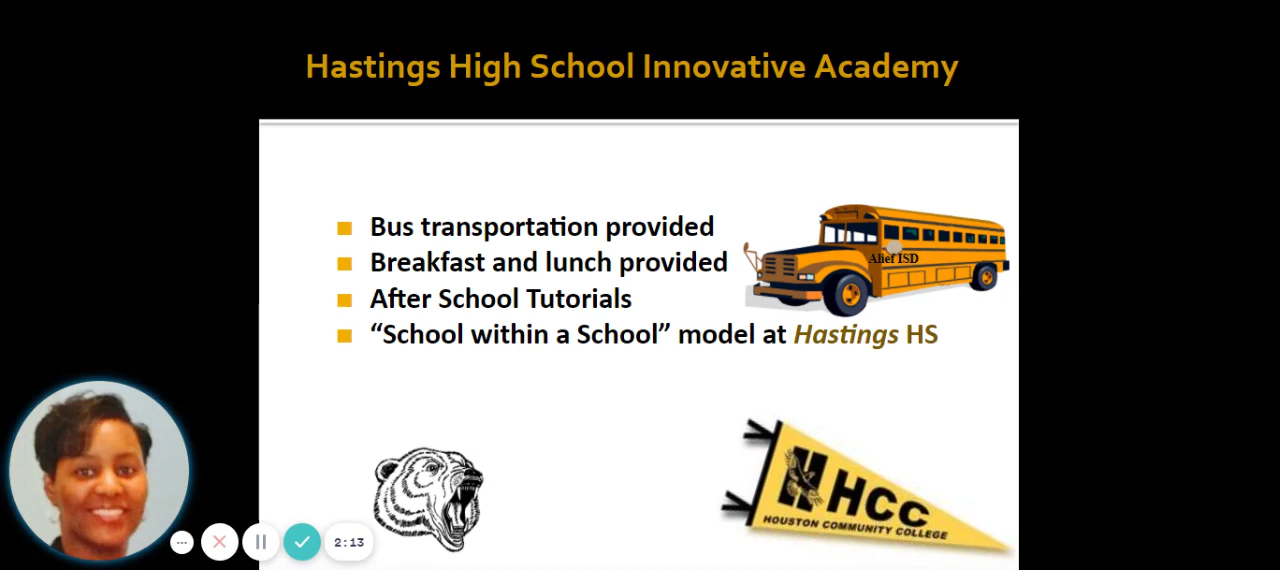 Hastings High School Innovative Academy
Bus transportation provided
Breakfast and lunch provided
After School Tutorials
“School within a School” model at Hastings HS
Alief ISD
HCC
HOUSTON COMMUNITY COLLEGE
2:13